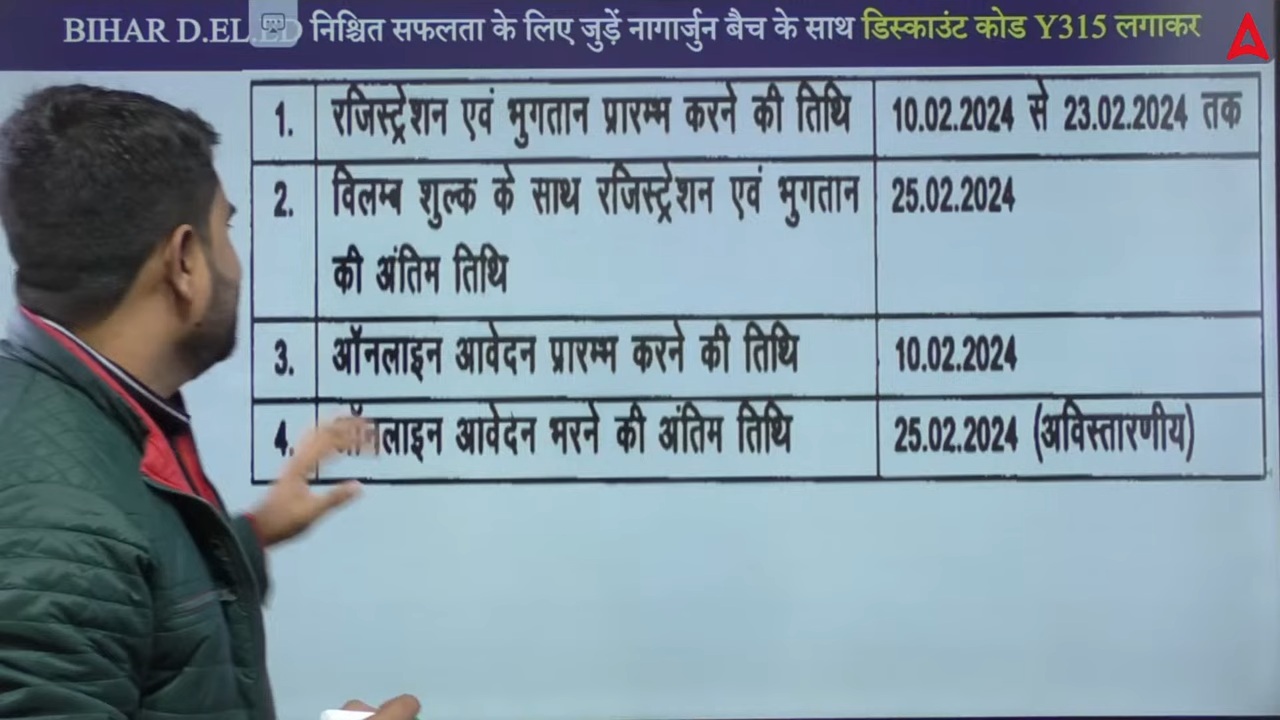 BIHAR D.EL.ED निश्चित सफलता के लिए जुड़ें नागार्जुन बैच के साथ डिस्काउंट कोड Y315 लगाकर
1. रजिस्ट्रेशन एवं भुगतान प्रारम्भ करने की तिथि 10.02.2024 से 23.02.2024 तक
2. विलम्ब शुल्क के साथ रजिस्ट्रेशन एवं भुगतान 25.02.2024
की अंतिम तिथि
3. ऑनलाइन आवेदन प्रारम्भ करने की तिथि 10.02.2024
4. ऑनलाइन आवेदन भरने की अंतिम तिथि 25.02.2024 (अविस्तारणीय)